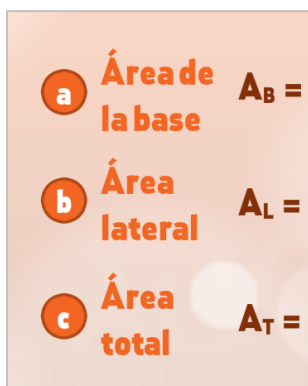 a Área de la base A_B =
b Área lateral A_L =
c Área total A_T =